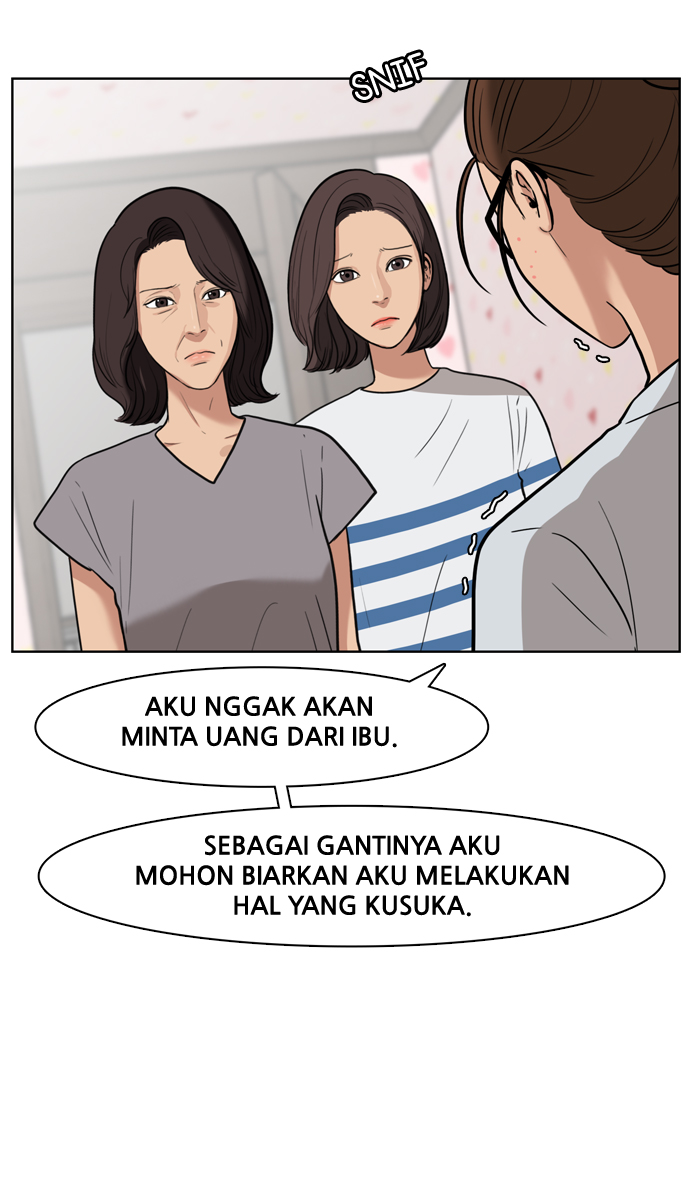 SNIF
AKU NGGAK AKAN
MINTA UANG DARI IBU.
SEBAGAI GANTINYA AKU
MOHON BIARKAN AKU MELAKUKAN
HAL YANG KUSUKA.